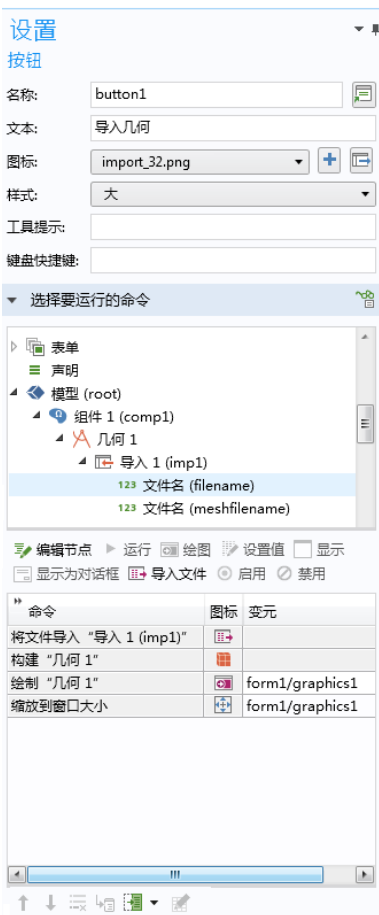 设置
按钮
名称: button1
文本: 导入几何
图标: import_32.png
样式: 大
工具提示:
键盘快捷键:
选择要运行的命令
表单
声明
模型 (root)
组件 1 (comp1)
几何 1
导入 1 (imp1)
123 文件名 (filename)
123 文件名 (meshfilename)
编辑节点 运行 绘图 设置值 显示
显示为对话框 导入文件 启用 禁用
命令 图标 变元
将文件导入“导入 1 (imp1)”
构建“几何 1”
绘制“几何 1” form1/graphics1
缩放到窗口大小 form1/graphics1